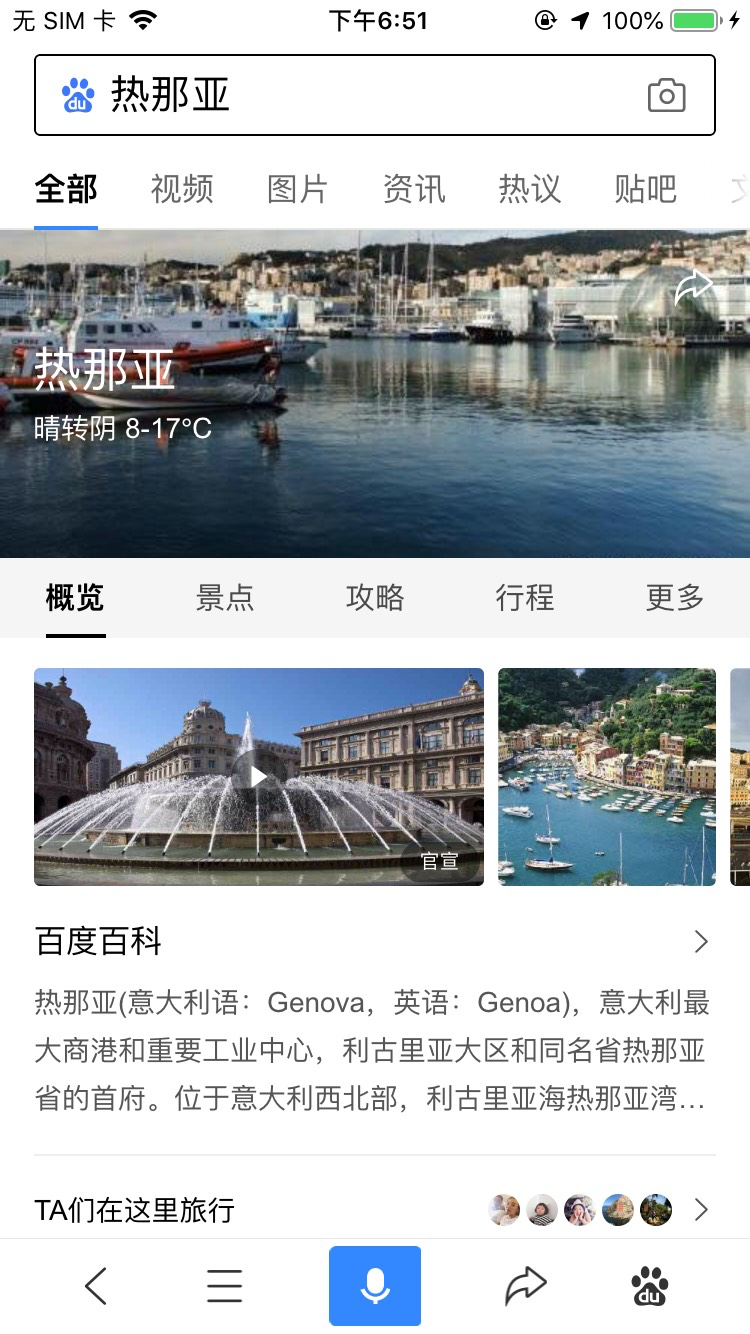 无 SIM 卡 下午6:51 100%
du 热那亚
全部 视频 图片 资讯 热议 贴吧
热那亚
晴转阴 8-17°C
概览 景点 攻略 行程 更多
官宣
百度百科
热那亚(意大利语：Genova，英语：Genoa)，意大利最
大商港和重要工业中心，利古里亚大区和同名省热那亚
省的首府。位于意大利西北部，利古里亚海热那亚湾...
TA们在这里旅行
du